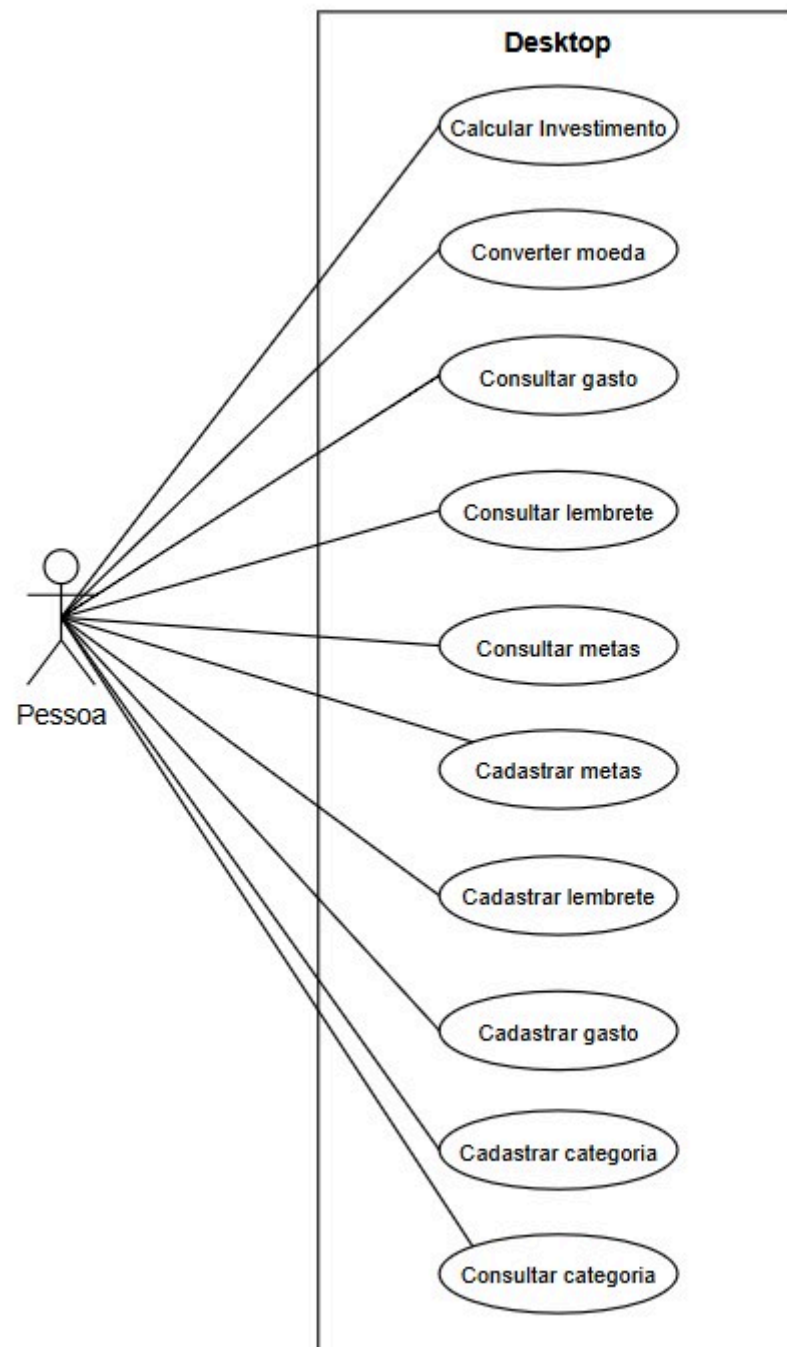 Desktop
Calcular Investimento
Converter moeda
Consultar gasto
Consultar lembrete
Consultar metas
Pessoa
Cadastrar metas
Cadastrar lembrete
Cadastrar gasto
Cadastrar categoria
Consultar categoria